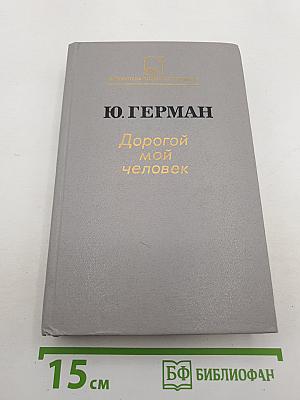 Ю. ГЕРМАН
Дорогой
мой
человек
15 см
БФ БИБЛИОФАН